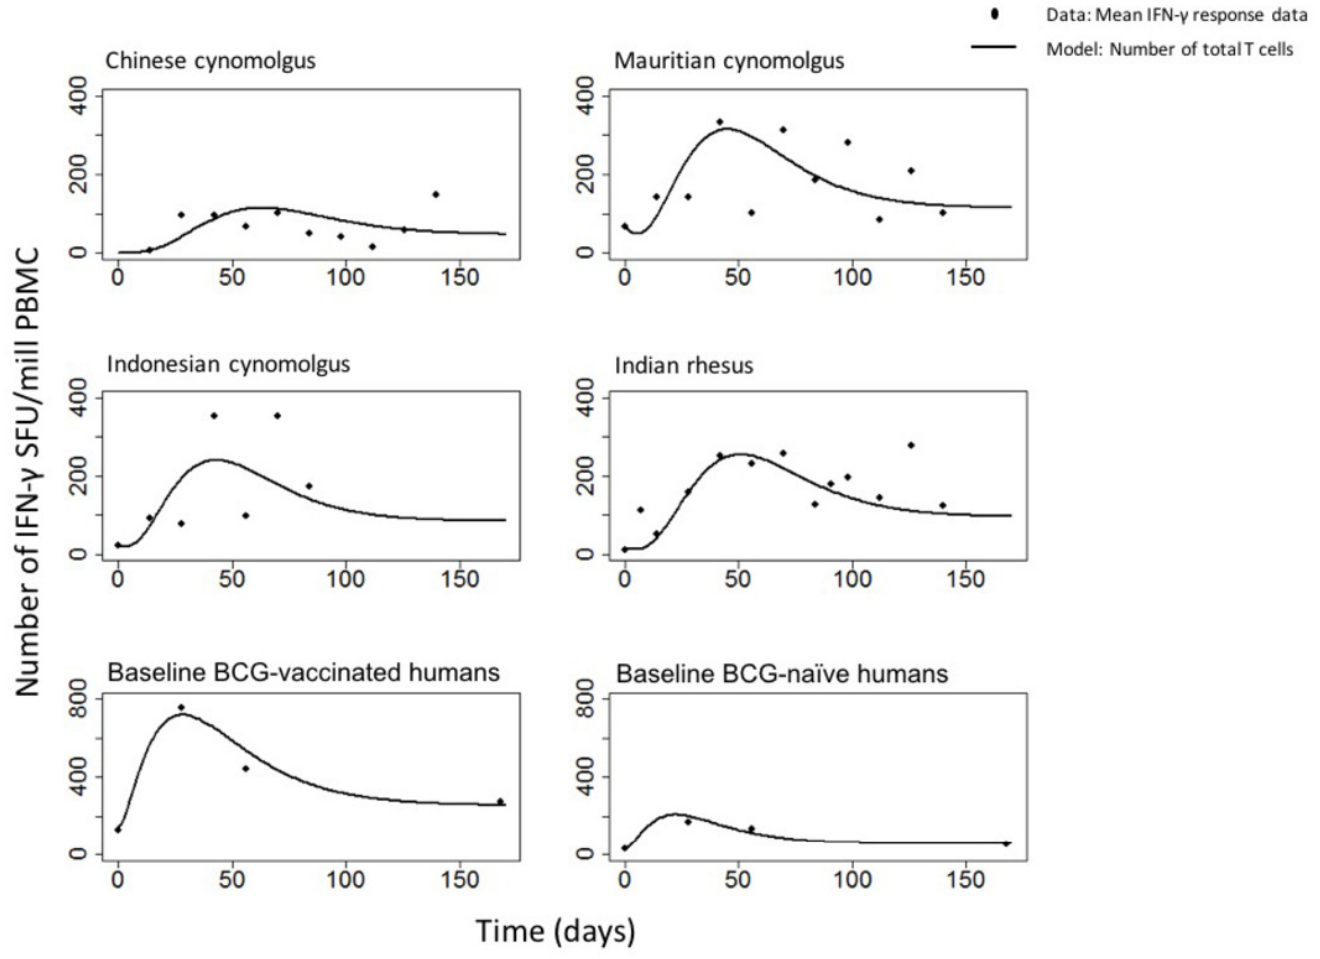 Data: Mean IFN-γ response data
Model: Number of total T cells
Chinese cynomolgus
Mauritian cynomolgus
400
200
0
0 50 100 150
400
200
0
0 50 100 150
Number of IFN-γ SFU/mill PBMC
Indonesian cynomolgus
Indian rhesus
400
200
0
0 50 100 150
400
200
0
0 50 100 150
Baseline BCG-vaccinated humans
Baseline BCG-naïve humans
800
400
0
0 50 100 150
800
400
0
0 50 100 150
Time (days)